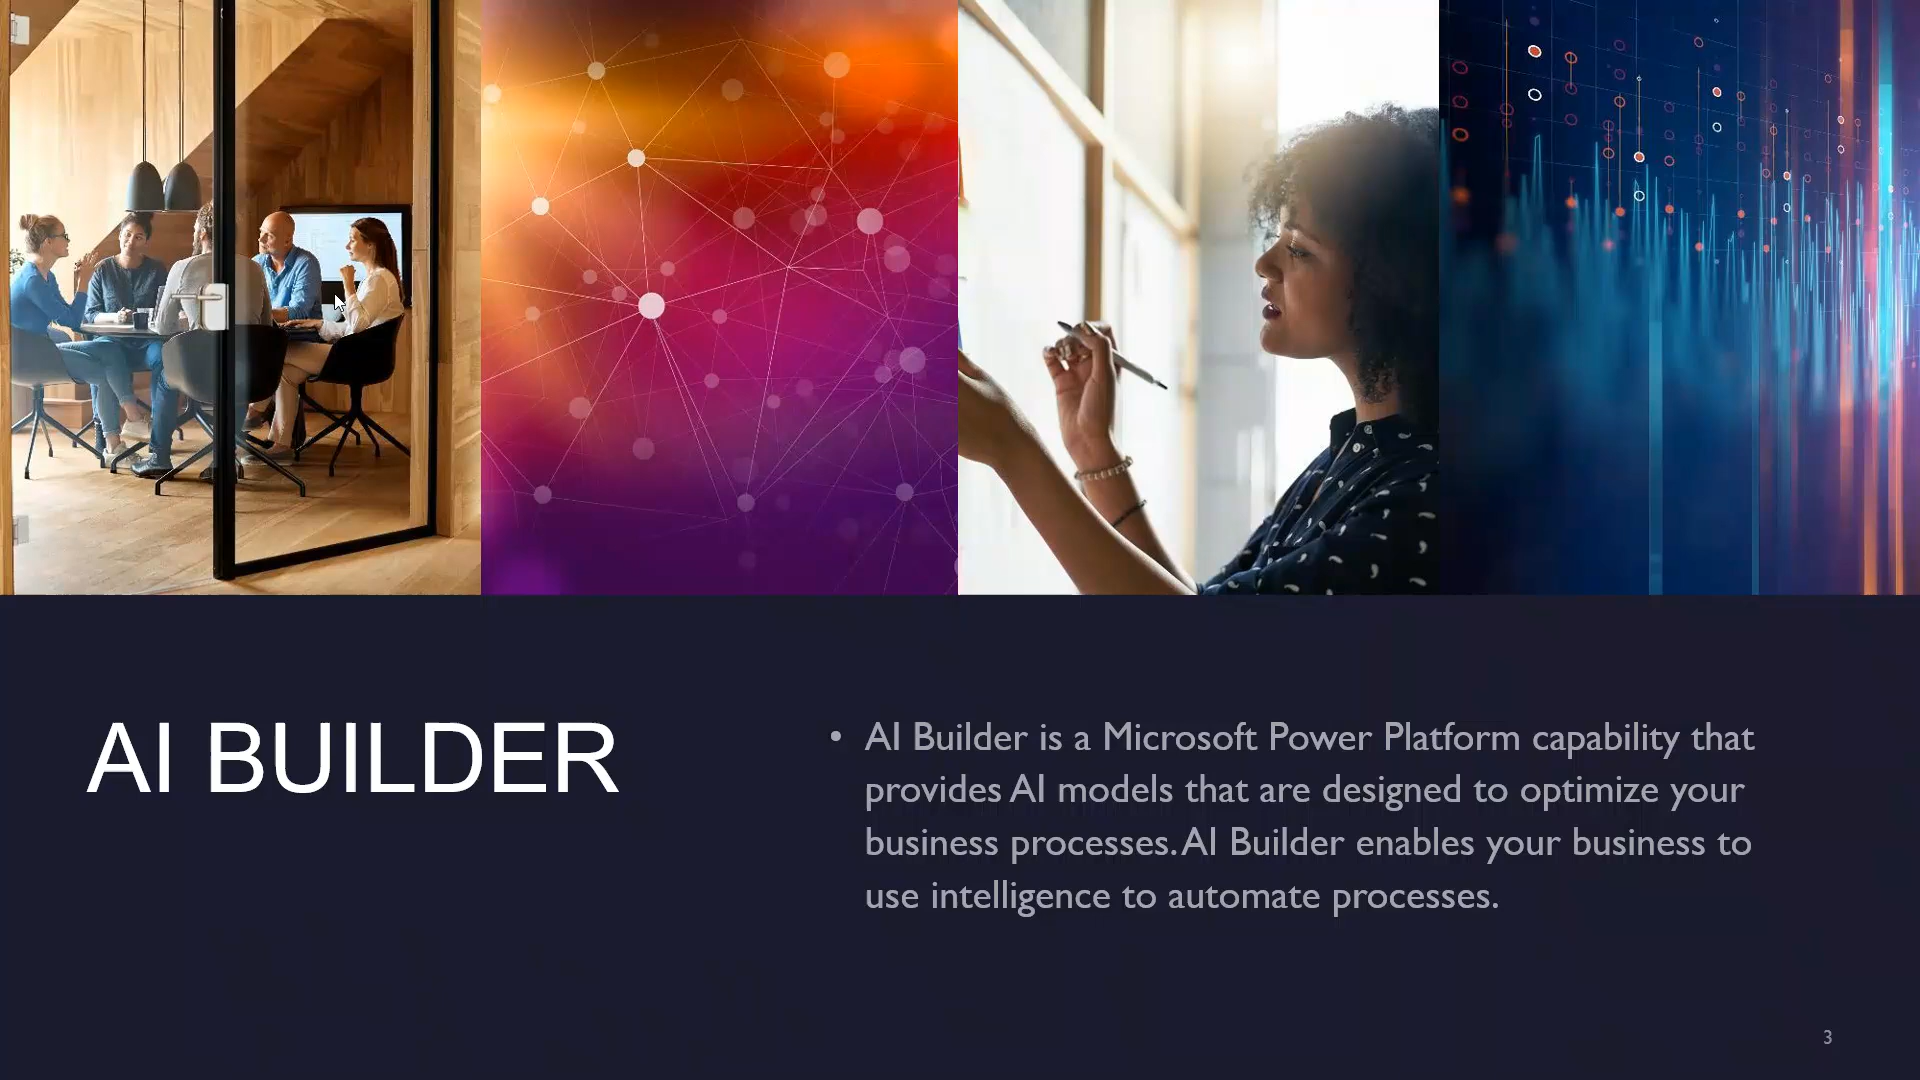 AI BUILDER
• AI Builder is a Microsoft Power Platform capability that
provides AI models that are designed to optimize your
business processes. AI Builder enables your business to
use intelligence to automate processes.
3